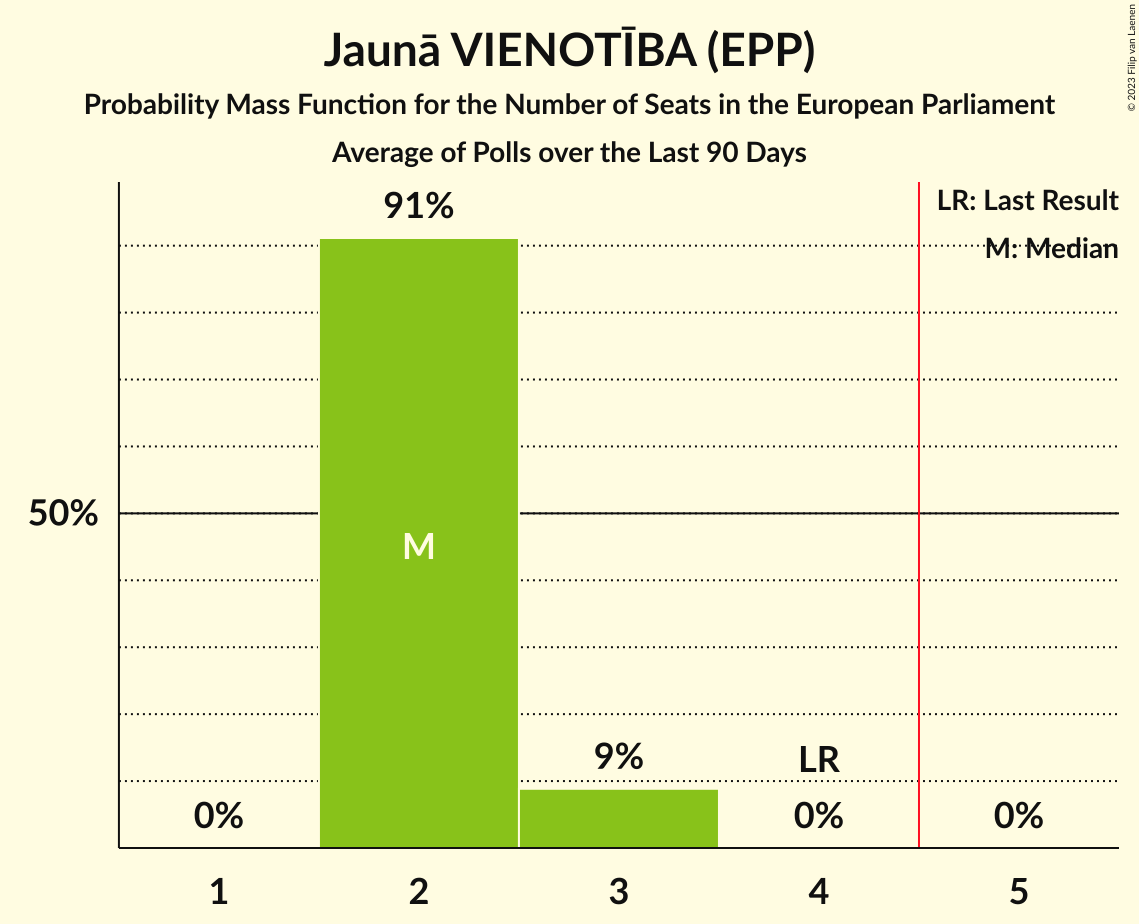 Jaunā VIENOTĪBA (EPP)
Probability Mass Function for the Number of Seats in the European Parliament
Average of Polls over the Last 90 Days
© 2023 Filip van Laenen
LR: Last Result
M: Median
91%
50%
M
9%
LR
0%
0%
0%
1
2
3
4
5